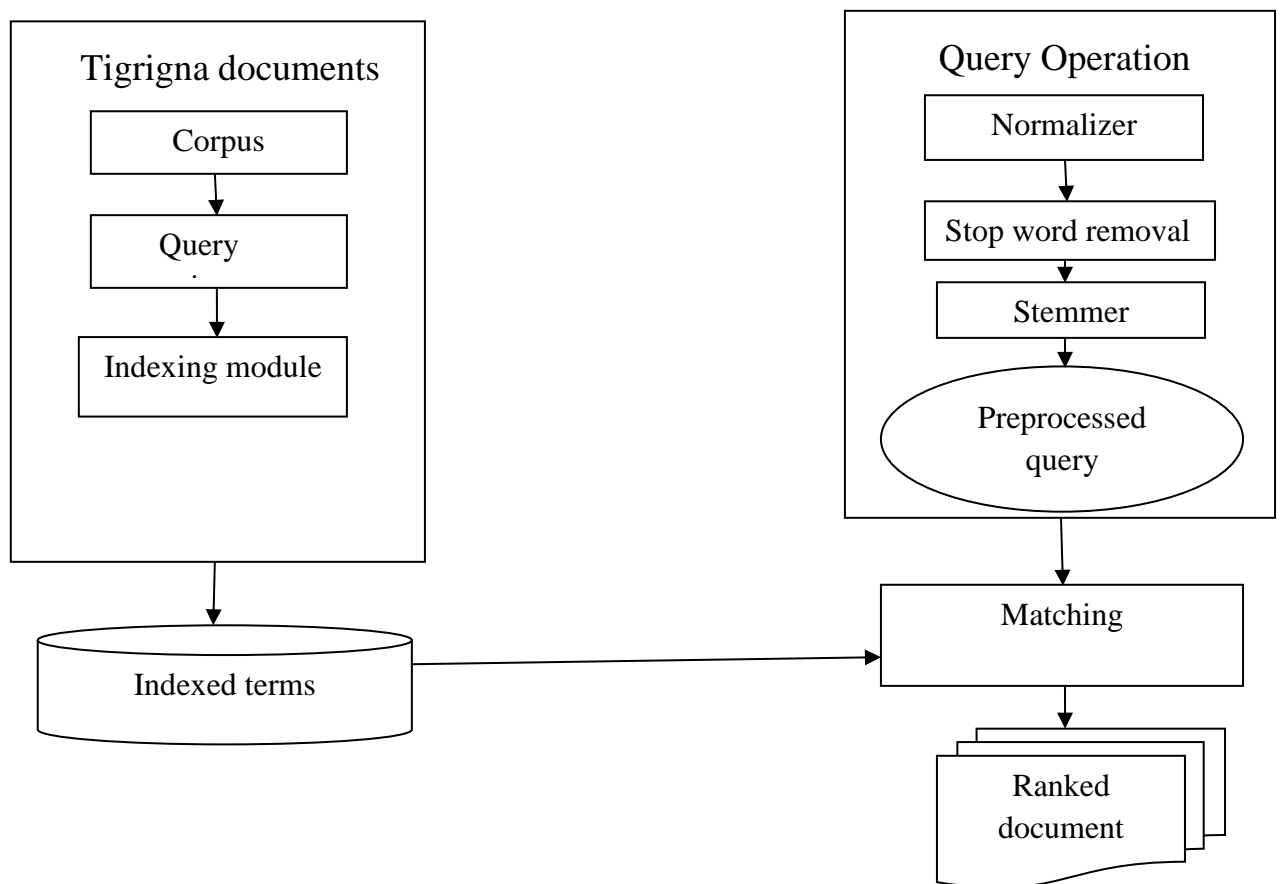 Tigrigna documents
Corpus
Query
Indexing module
Indexed terms
Query Operation
Normalizer
Stop word removal
Stemmer
Preprocessed
query
Matching
Ranked
document